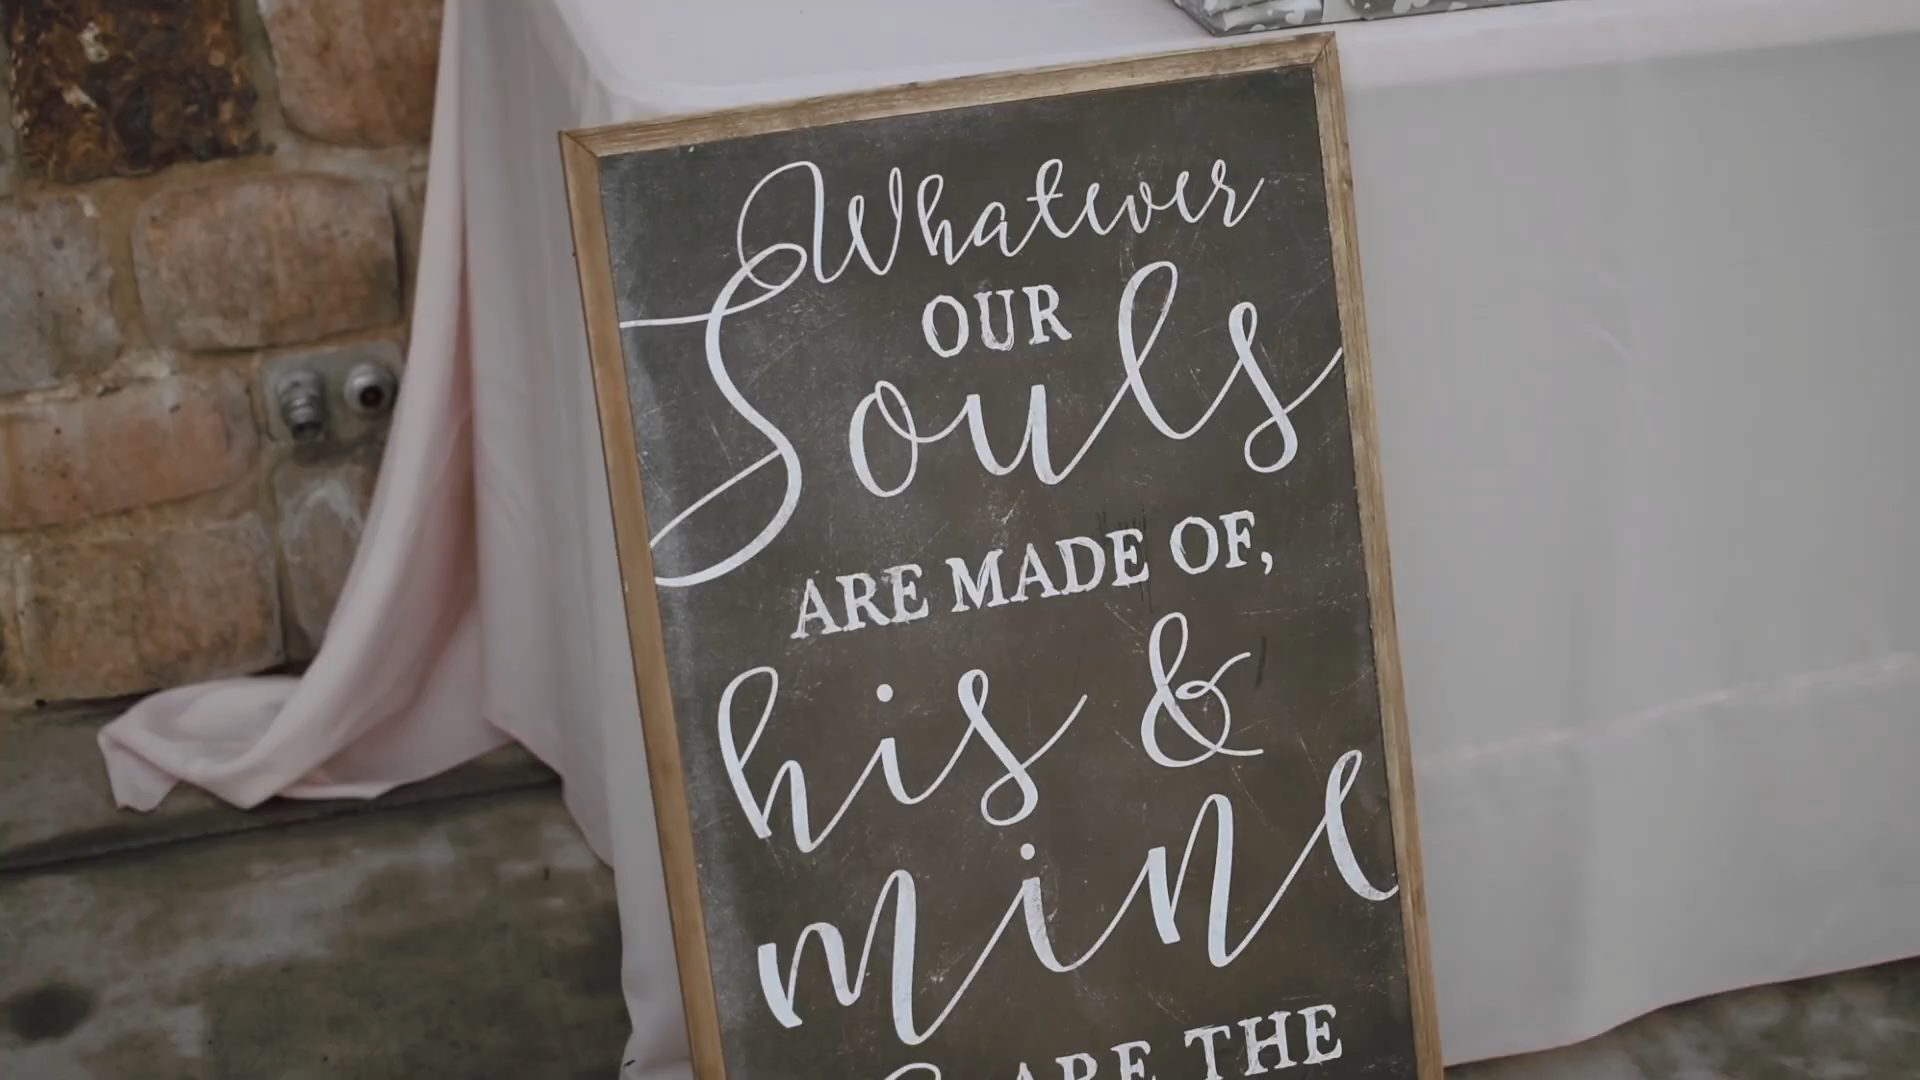 Whatever
OUR
Souls
ARE MADE OF,
his &
mine
ARE THE